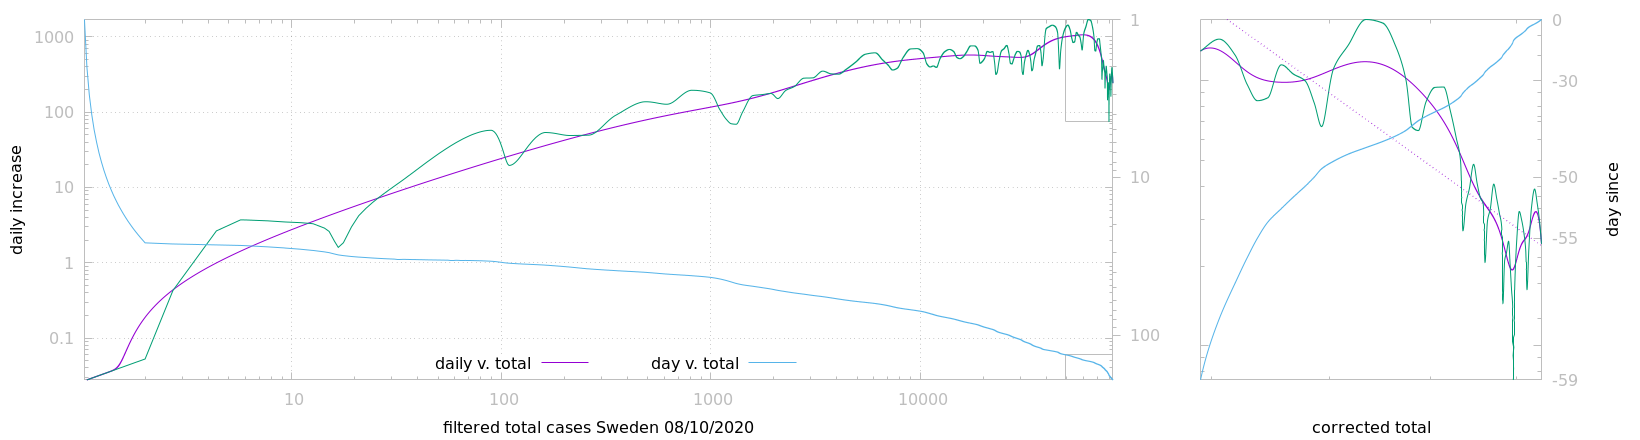 1000
100
10
1
0.1
daily increase
10
100
1000
10000
filtered total cases Sweden 08/10/2020
daily v. total
day v. total
1
10
100
0
-30
-50
-55
-59
day since
corrected total